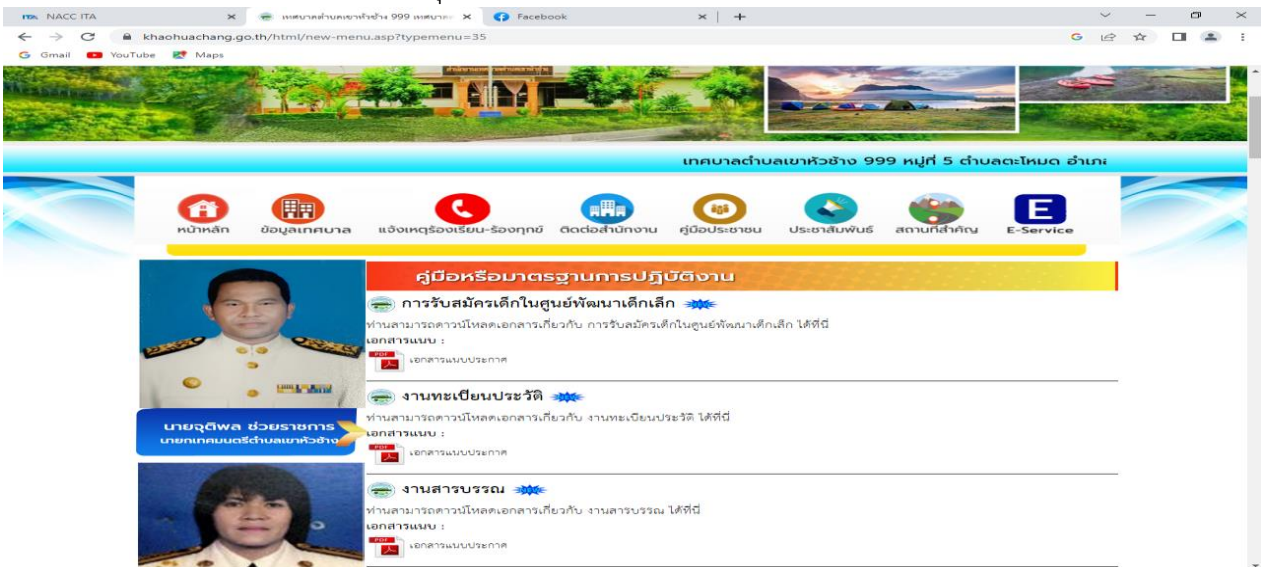 NACC ITA
เทศบาลตำบลเขาหัวช้าง 999 เทศบาล
Facebook
khaohuachang.go.th/html/new-menu.asp?typemenu=35
Gmail
YouTube
Maps
เทศบาลตำบลเขาหัวช้าง 999 หมู่ที่ 5 ตำบลตะโหมด อำเภ
หน้าหลัก
ข้อมูลเทศบาล
แจ้งเหตุร้องเรียน-ร้องทุกข์
ติดต่อสำนักงาน
คู่มือประชาชน
ประชาสัมพันธ์
สถานที่สำคัญ
E
E-Service
คู่มือหรือมาตรฐานการปฏิบัติงาน
การรับสมัครเด็กในศูนย์พัฒนาเด็กเล็ก
ท่านสามารถดาวน์โหลดเอกสารเกี่ยวกับ การรับสมัครเด็กในศูนย์พัฒนาเด็กเล็ก ได้ที่นี่
เอกสารแนบ :
PDF
เอกสารแนบประกาศ
งานทะเบียนประวัติ
ท่านสามารถดาวน์โหลดเอกสารเกี่ยวกับ งานทะเบียนประวัติ ได้ที่นี่
เอกสารแนบ :
PDF
เอกสารแนบประกาศ
นายจุติพล ช่วยราชการ
นายกเทศมนตรีตำบลเขาหัวช้าง
งานสารบรรณ
ท่านสามารถดาวน์โหลดเอกสารเกี่ยวกับ งานสารบรรณ ได้ที่นี่
เอกสารแนบ :
PDF
เอกสารแนบประกาศ